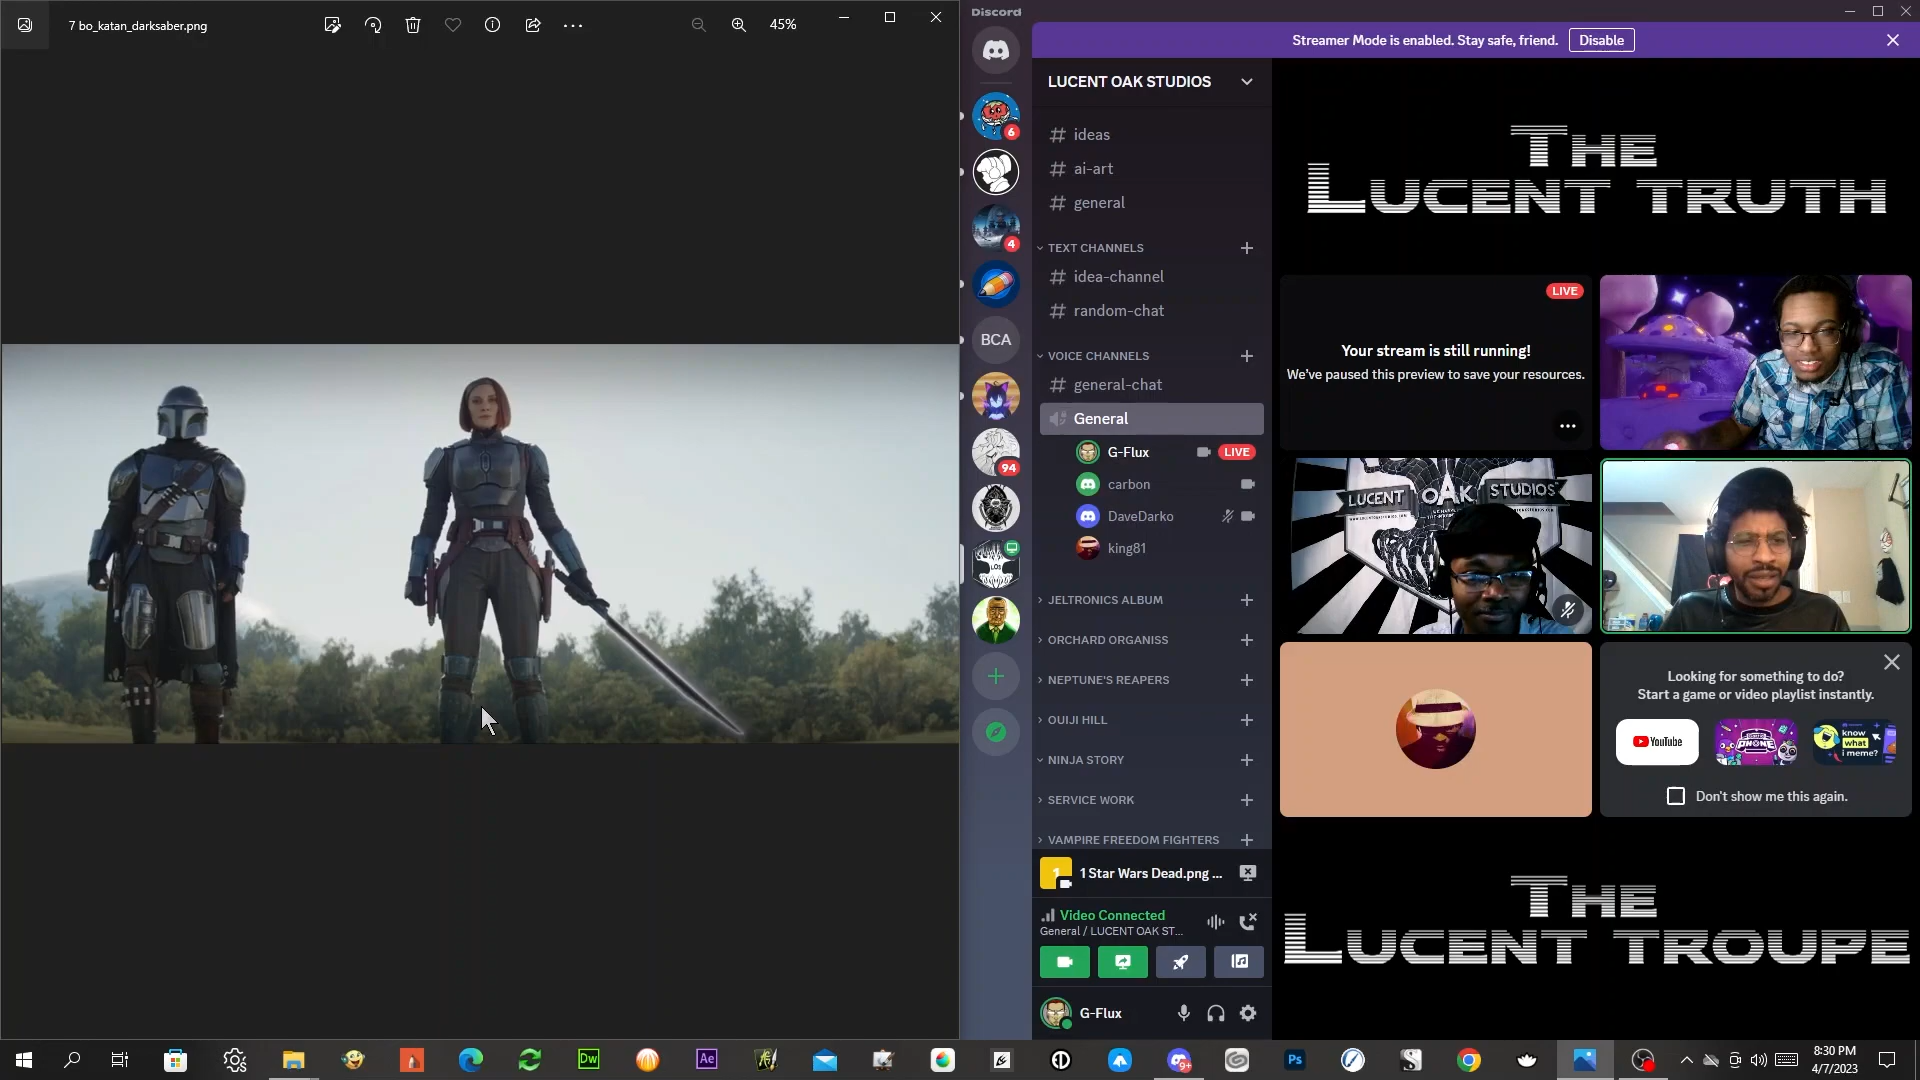 7 bo_katan_darksaber.png
45%
Discord
Streamer Mode is enabled. Stay safe, friend.
Disable
LUCENT OAK STUDIOS
ideas
ai-art
general
TEXT CHANNELS
idea-channel
random-chat
VOICE CHANNELS
general-chat
General
G-Flux
LIVE
carbon
DaveDarko
king81
JELTRONICS ALBUM
ORCHARD ORGANISS
NEPTUNE'S REAPERS
OUIJI HILL
NINJA STORY
SERVICE WORK
VAMPIRE FREEDOM FIGHTERS
1 Star Wars Dead.png ...
Video Connected
General / LUCENT OAK ST...
G-Flux
6
4
BCA
94
LOS
THE
LUCENT TRUTH
LIVE
Your stream is still running!
We've paused this preview to save your resources.
LUCENT OAK STUDIOS
Looking for something to do?
Start a game or video playlist instantly.
YouTube
PHONE
know
what
i meme?
Don't show me this again.
THE
LUCENT TROUPE
Dw
Ae
9+
Ps
8:30 PM
4/7/2023